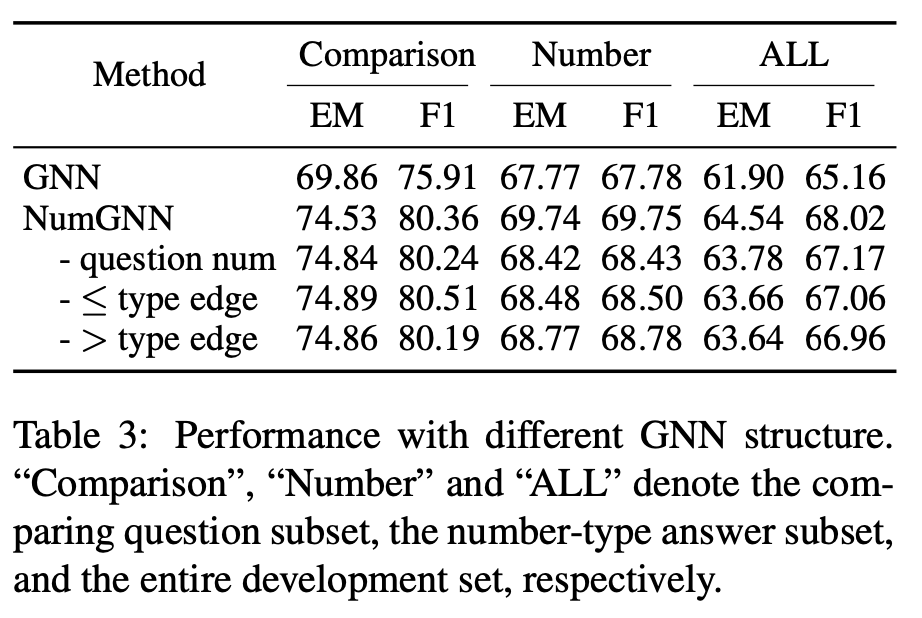 Method Comparison Number ALL
EM F1 EM F1 EM F1
GNN 69.86 75.91 67.77 67.78 61.90 65.16
NumGNN 74.53 80.36 69.74 69.75 64.54 68.02
- question num 74.84 80.24 68.42 68.43 63.78 67.17
- ≤ type edge 74.89 80.51 68.48 68.50 63.66 67.06
- > type edge 74.86 80.19 68.77 68.78 63.64 66.96
Table 3: Performance with different GNN structure.
“Comparison”, “Number” and “ALL” denote the com-
paring question subset, the number-type answer subset,
and the entire development set, respectively.